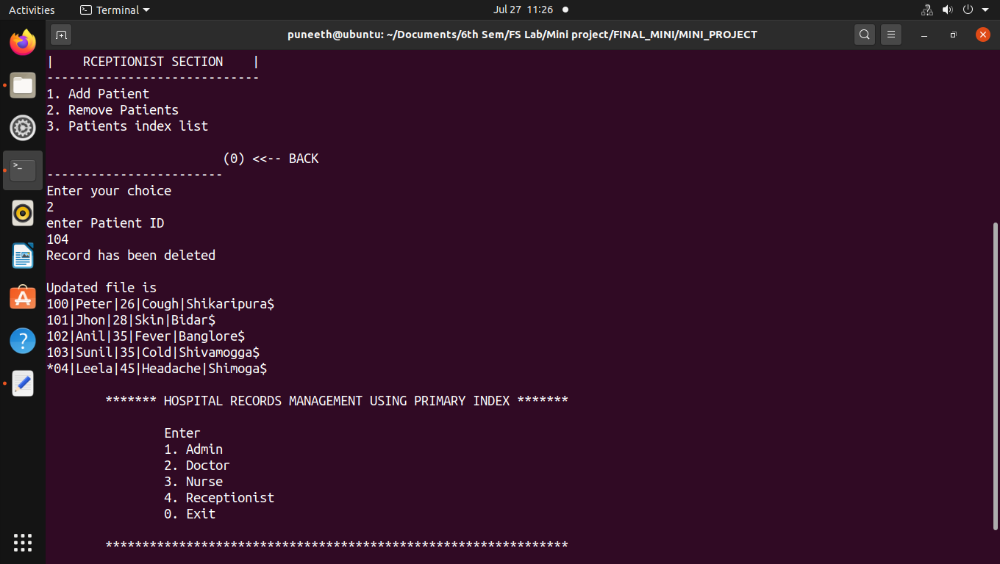 Activities
Terminal
Jul 27 11:26
puneeth@ubuntu: ~/Documents/6th Sem/FS Lab/Mini project/FINAL_MINI/MINI_PROJECT
|    RCEPTIONIST SECTION    |
-----------------------------
1. Add Patient
2. Remove Patients
3. Patients index list
(0) <<-- BACK
------------------------
Enter your choice
2
enter Patient ID
104
Record has been deleted
Updated file is
100|Peter|26|Cough|Shikaripura$
101|Jhon|28|Skin|Bidar$
102|Anil|35|Fever|Banglore$
103|Sunil|35|Cold|Shivamogga$
*04|Leela|45|Headache|Shimoga$
******* HOSPITAL RECORDS MANAGEMENT USING PRIMARY INDEX *******
Enter
1. Admin
2. Doctor
3. Nurse
4. Receptionist
0. Exit
***************************************************************